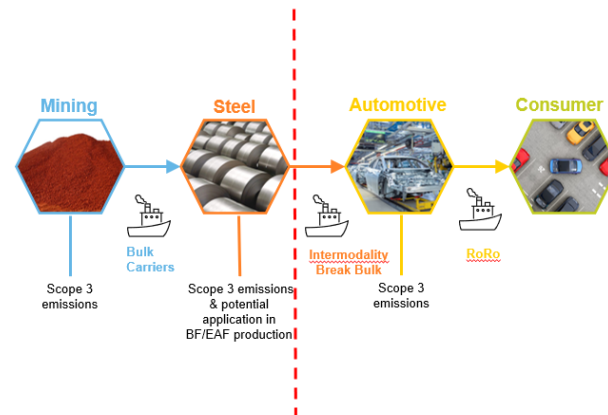 Mining
Steel
Automotive
Consumer
Bulk
Carriers
Intermodality
Break Bulk
RoRo
Scope 3
emissions
Scope 3 emissions
& potential
application in
BF/EAF production
Scope 3
emissions